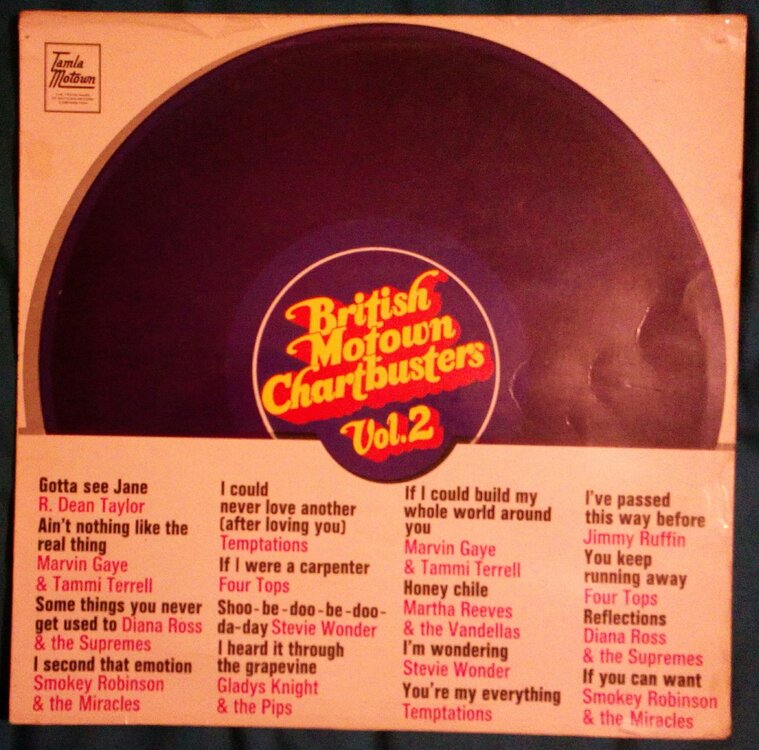 Tamla
Motown
British
Motown
Chartbusters
Vol.2
Gotta see Jane
R. Dean Taylor
Ain't nothing like the
real thing
Marvin Gaye
& Tammi Terrell
Some things you never
get used to Diana Ross
& the Supremes
I second that emotion
Smokey Robinson
& the Miracles
I could
never love another
(after loving you)
Temptations
If I were a carpenter
Four Tops
Shoo-be-doo-be-doo-
da-day Stevie Wonder
I heard it through
the grapevine
Gladys Knight
& the Pips
If I could build my
whole world around
you
Marvin Gaye
& Tammi Terrell
Honey chile
Martha Reeves
& the Vandellas
I'm wondering
Stevie Wonder
You're my everything
Temptations
I've passed
this way before
Jimmy Ruffin
You keep
running away
Four Tops
Reflections
Diana Ross
& the Supremes
If you can want
Smokey Robinson
& the Miracles